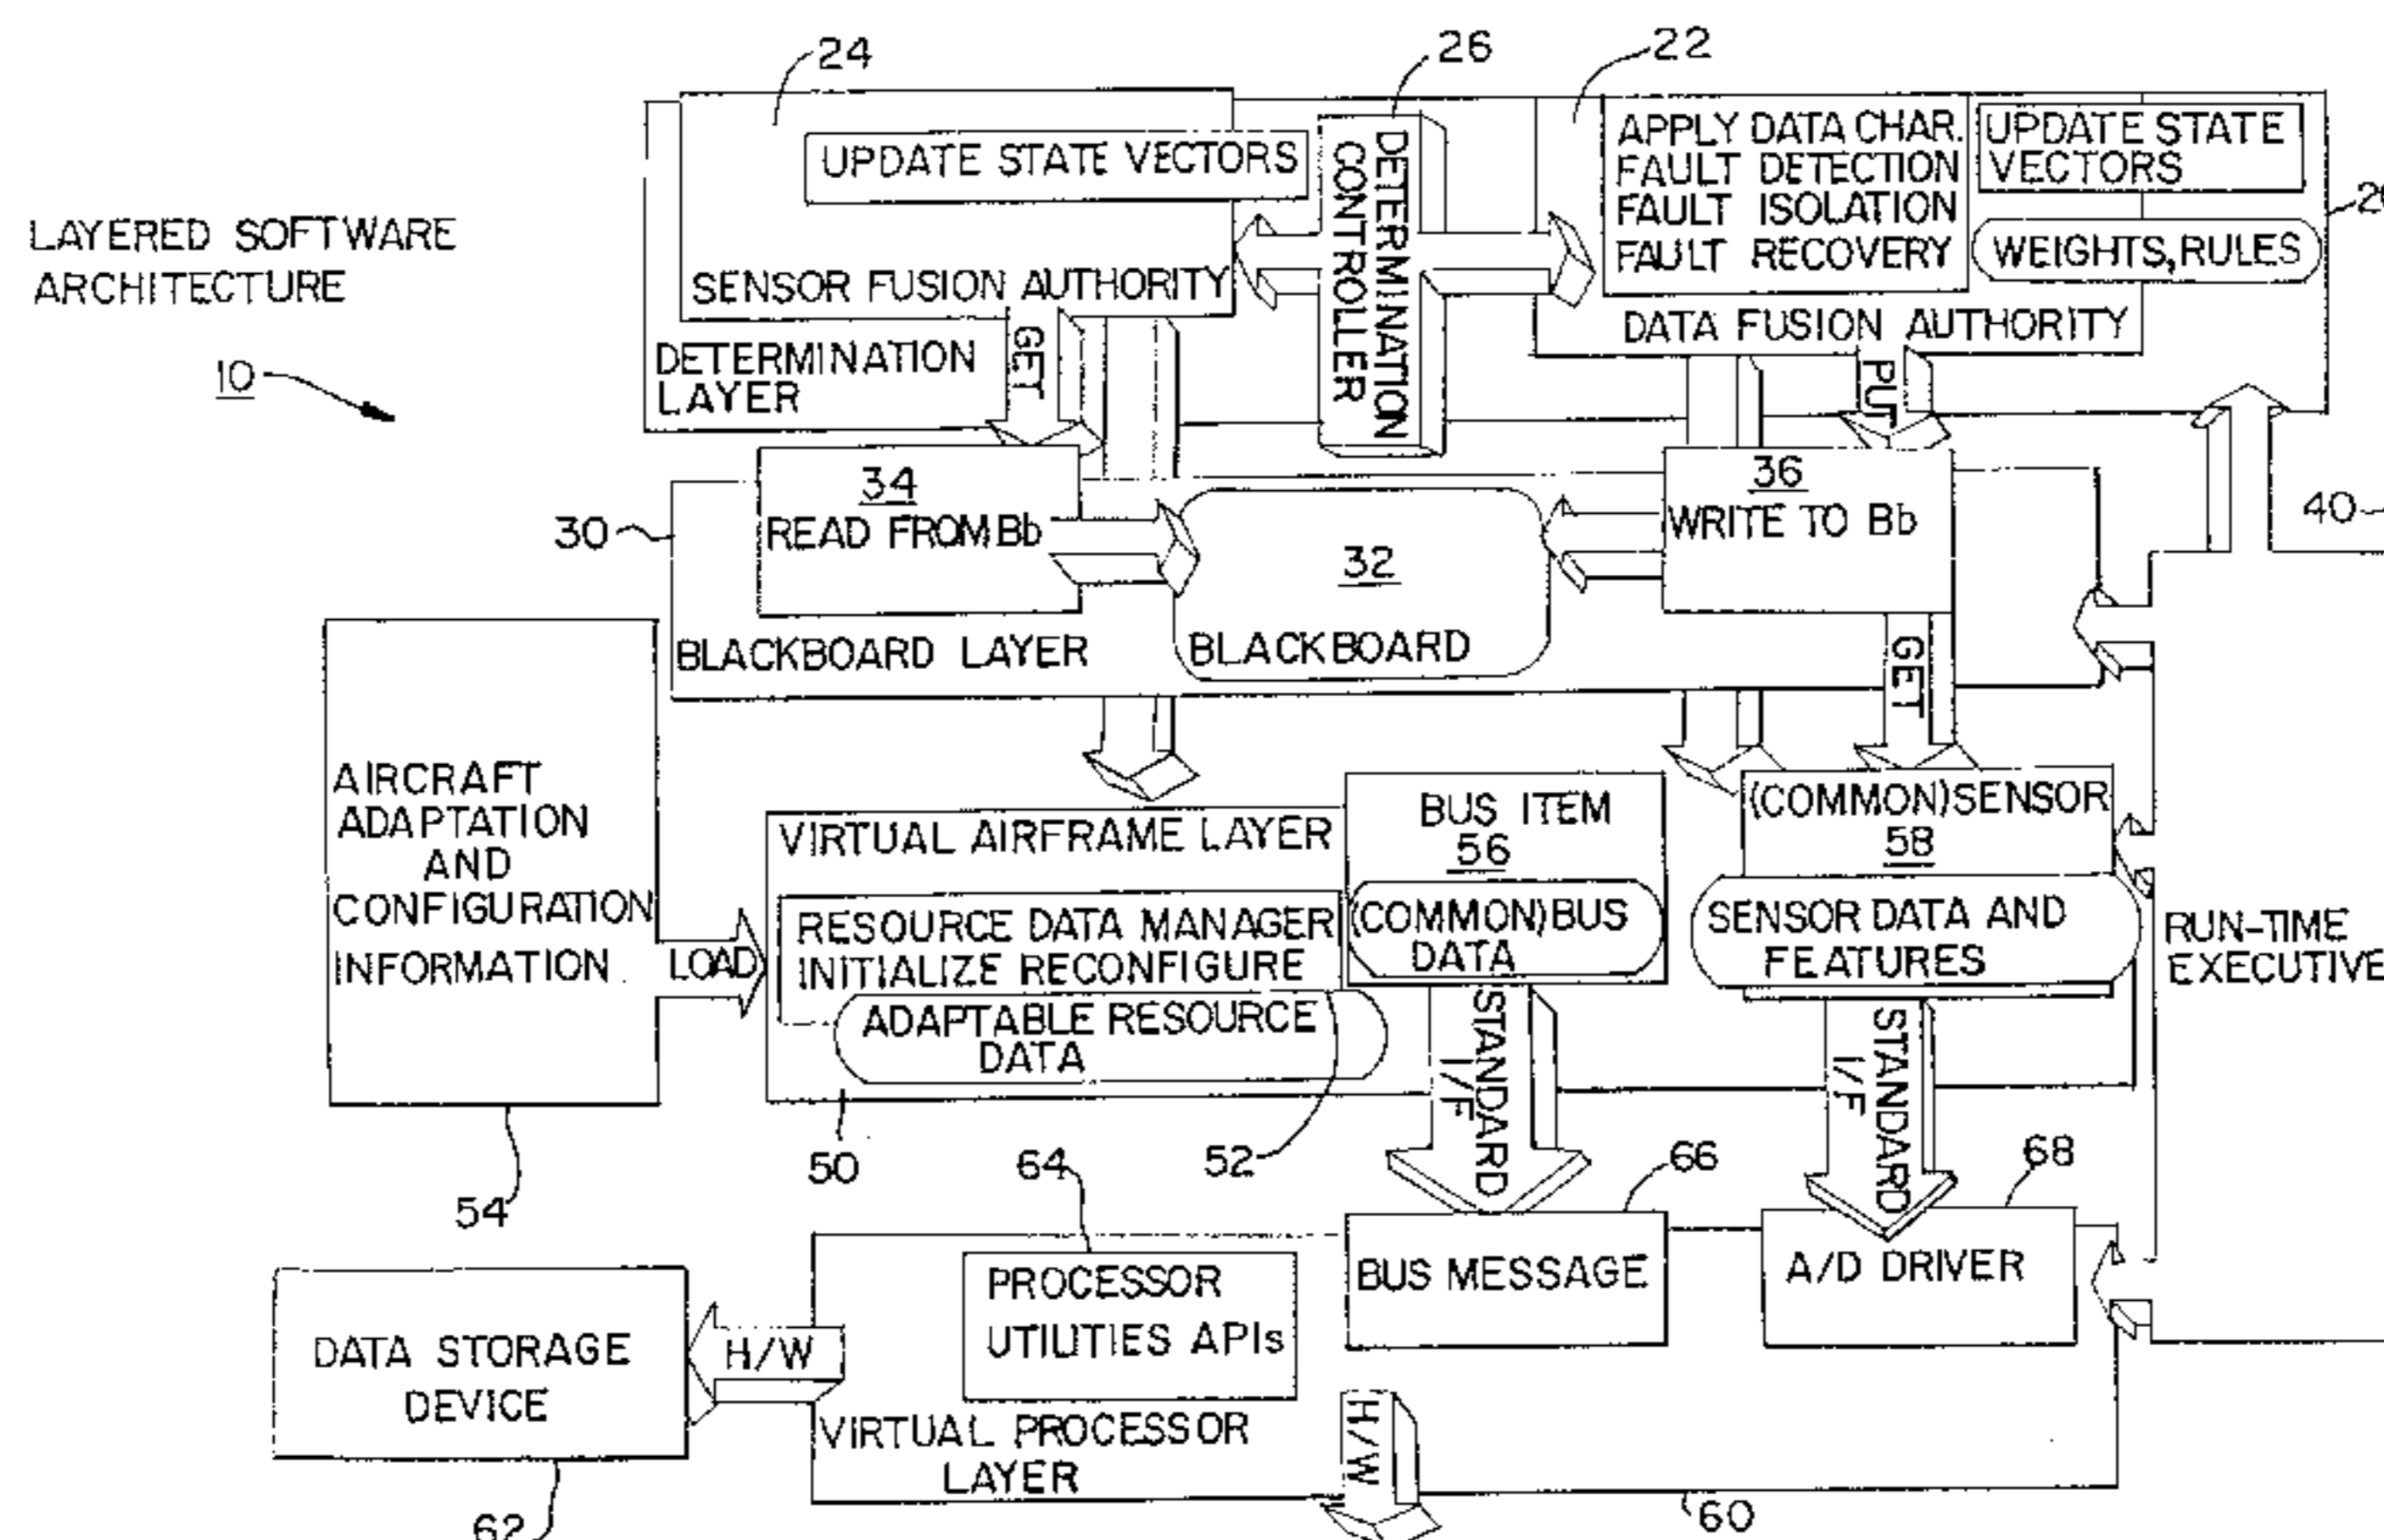 24
26
22
UPDATE STATE VECTORS
DETERMINATION
CONTROLLER
APPLY DATA CHAR.
FAULT DETECTION
FAULT ISOLATION
FAULT RECOVERY
UPDATE STATE
VECTORS
WEIGHTS, RULES
LAYERED SOFTWARE
ARCHITECTURE
10
SENSOR FUSION AUTHORITY
DATA FUSION AUTHORITY
DETERMINATION
LAYER
GET
PUT
34
READ FROM Bb
36
WRITE TO Bb
40
30
32
BLACKBOARD
BLACKBOARD LAYER
GET
AIRCRAFT
ADAPTATION
AND
CONFIGURATION
INFORMATION
LOAD
VIRTUAL AIRFRAME LAYER
BUS ITEM
56
(COMMON) SENSOR
58
RESOURCE DATA MANAGER
INITIALIZE RECONFIGURE
(COMMON) BUS
DATA
SENSOR DATA AND
FEATURES
RUN-TIME
EXECUTIVE
ADAPTABLE RESOURCE
DATA
STANDARD
I/F
STANDARD
I/F
50
52
54
64
66
68
PROCESSOR
UTILITIES APIs
BUS MESSAGE
A/D DRIVER
DATA STORAGE
DEVICE
H/W
VIRTUAL PROCESSOR
LAYER
H/W
62
60